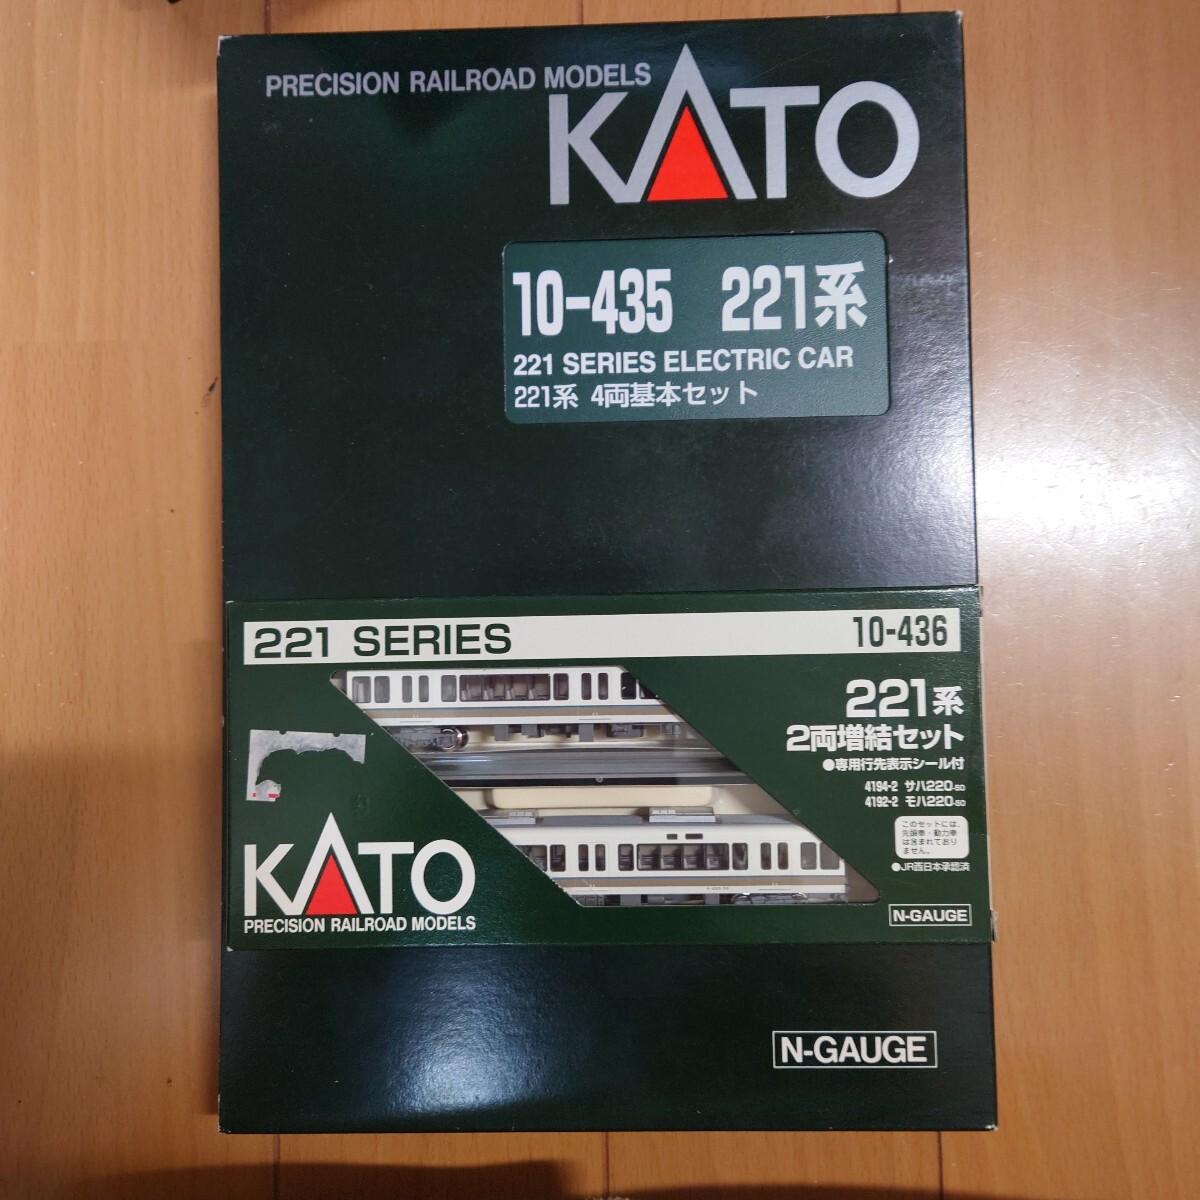 PRECISION RAILROAD MODELS
KATO
10-435 221系
221 SERIES ELECTRIC CAR
221系 4両基本セット
221 SERIES 10-436
221系
2両増結セット
●専用行先表示シール付
4194-2 サハ220-50
4192-2 モハ220-50
このセットには、
先頭車・動力車
は含まれており
ません。
●JR西日本承認済
KATO
PRECISION RAILROAD MODELS
N-GAUGE
N-GAUGE